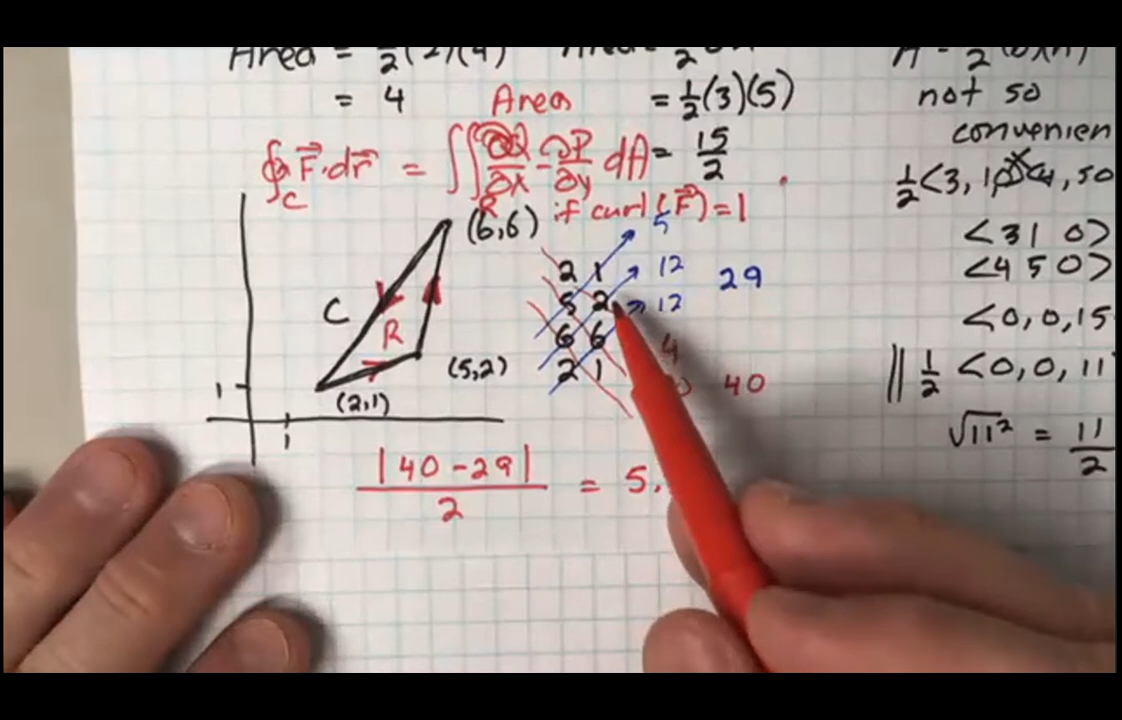 Area =
= 4
Area
= ½(3)(5)
not so
convenien
∮ F⃗·dr⃗ = ∬ ∂Q/∂x - ∂P/∂y dA = 15/2
C
R
if curl(F⃗)=1
½<3, 1
(6,6)
5
2 1
12
29
5 2
12
6 6
4
2 1
40
<3 1 0>
<4 5 0>
<0,0,15
|| ½ <0,0,11
√11² = 11/2
C
R
(5,2)
1
(2,1)
1
|40-29|/2 = 5.